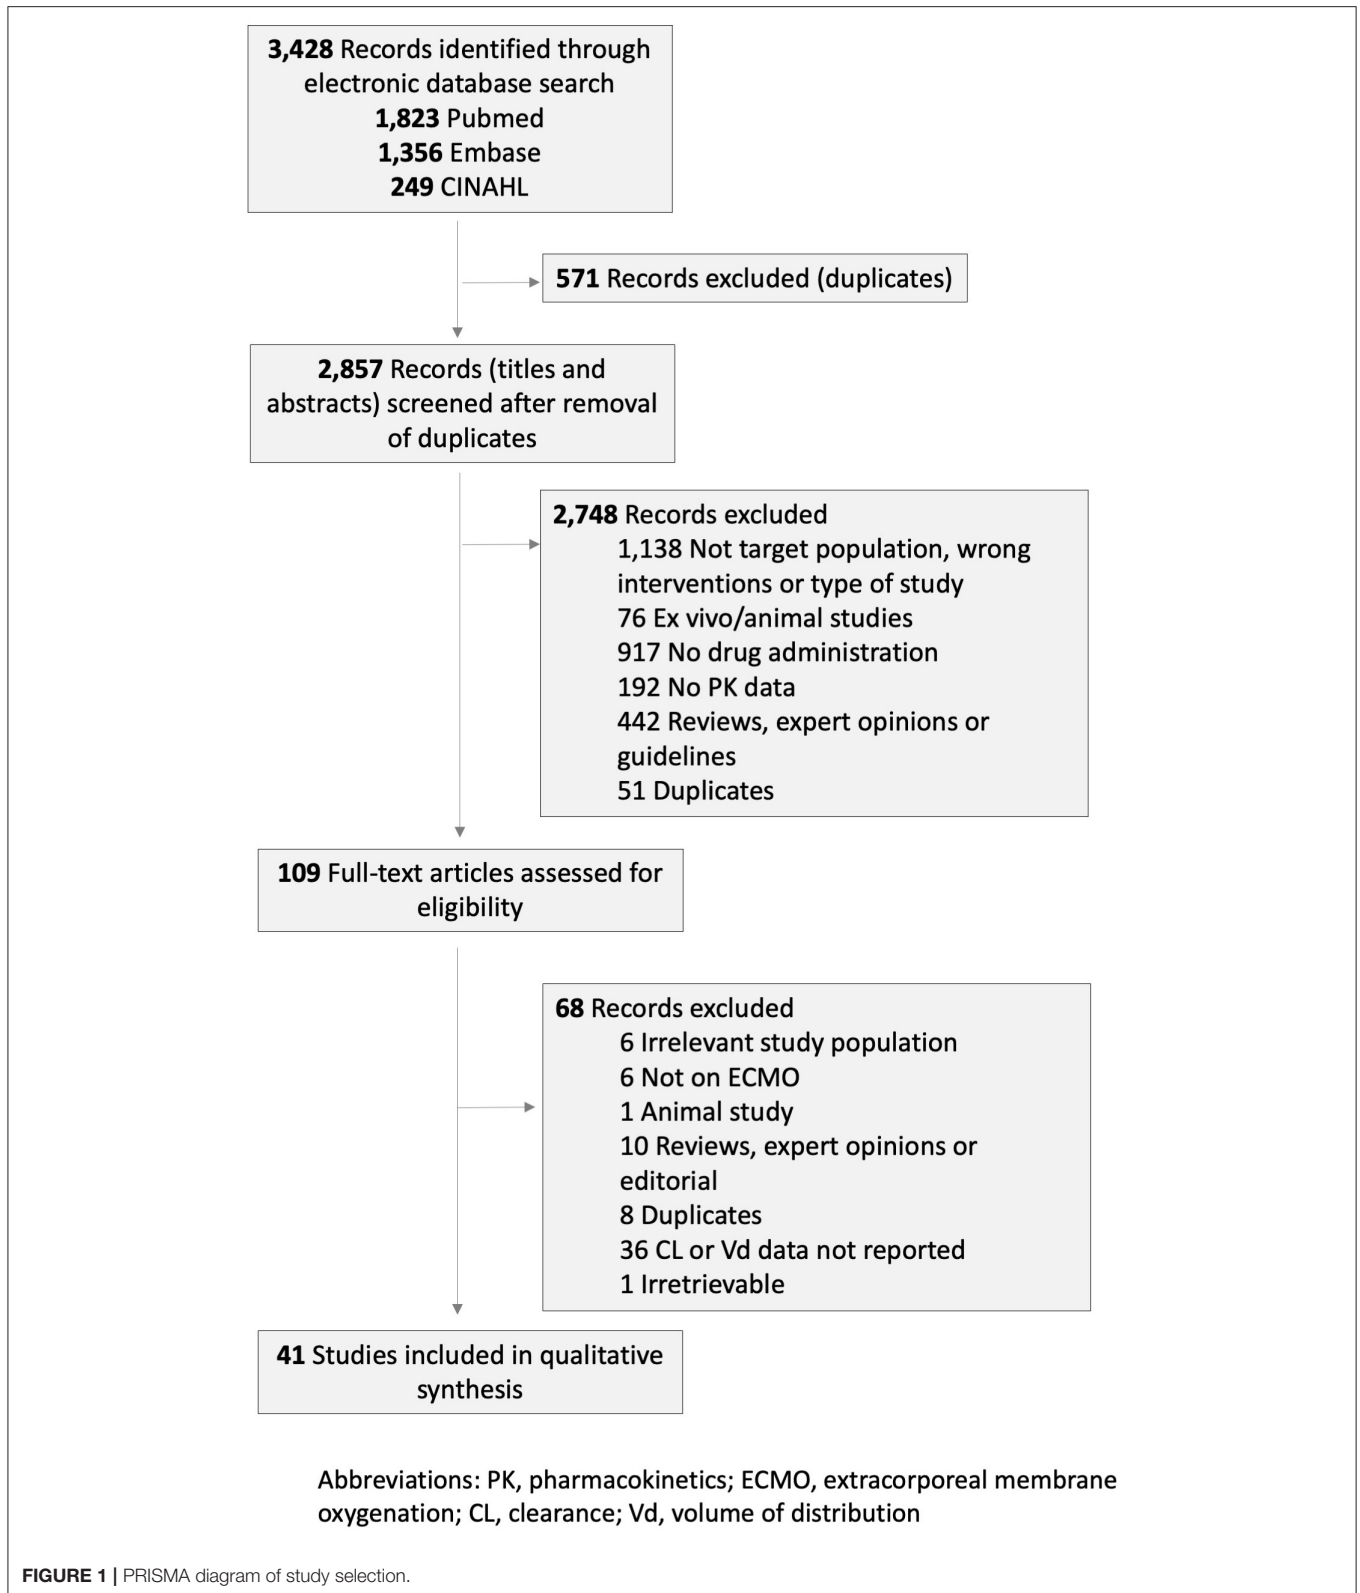 3,428 Records identified through
electronic database search
1,823 Pubmed
1,356 Embase
249 CINAHL
571 Records excluded (duplicates)
2,857 Records (titles and
abstracts) screened after removal
of duplicates
2,748 Records excluded
1,138 Not target population, wrong
interventions or type of study
76 Ex vivo/animal studies
917 No drug administration
192 No PK data
442 Reviews, expert opinions or
guidelines
51 Duplicates
109 Full-text articles assessed for
eligibility
68 Records excluded
6 Irrelevant study population
6 Not on ECMO
1 Animal study
10 Reviews, expert opinions or
editorial
8 Duplicates
36 CL or Vd data not reported
1 Irretrievable
41 Studies included in qualitative
synthesis
Abbreviations: PK, pharmacokinetics; ECMO, extracorporeal membrane
oxygenation; CL, clearance; Vd, volume of distribution
FIGURE 1 | PRISMA diagram of study selection.